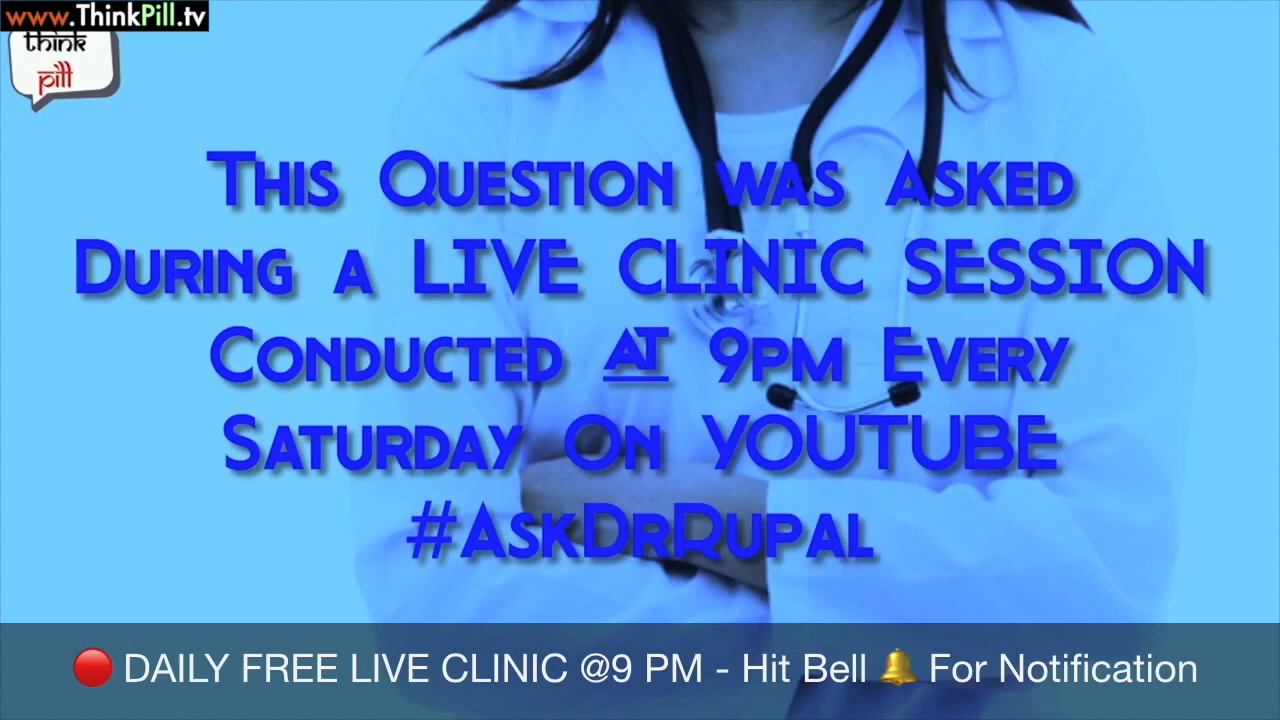 www.ThinkPill.tv
think
pill
This Question was Asked
During a LIVE CLINIC SESSION
Conducted at 9pm Every
Saturday On YOUTUBE
#AskDrRupal
🔴 DAILY FREE LIVE CLINIC @9 PM - Hit Bell 🔔 For Notification